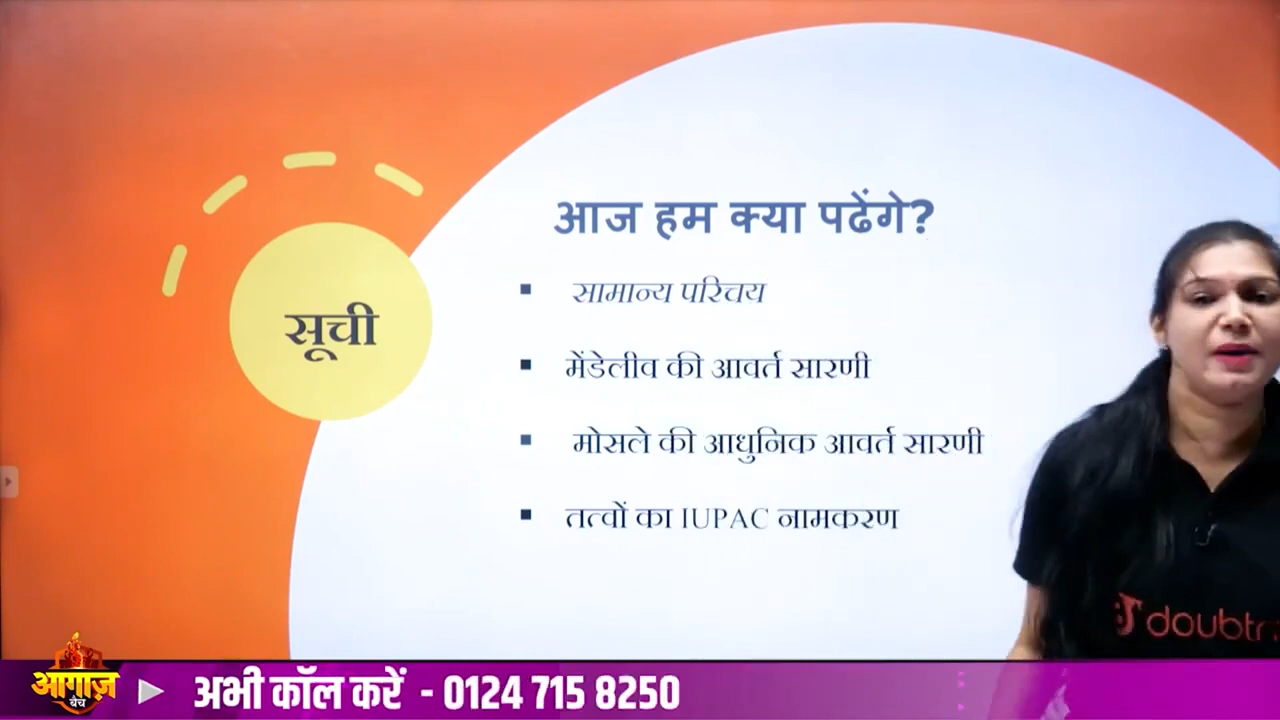 आज हम क्या पढेंगे?
सूची
▪ सामान्य परिचय
▪ मेंडेलीव की आवर्त सारणी
▪ मोसले की आधुनिक आवर्त सारणी
▪ तत्वों का IUPAC नामकरण
doubtn
आगाज़
बैच
अभी कॉल करें - 0124 715 8250